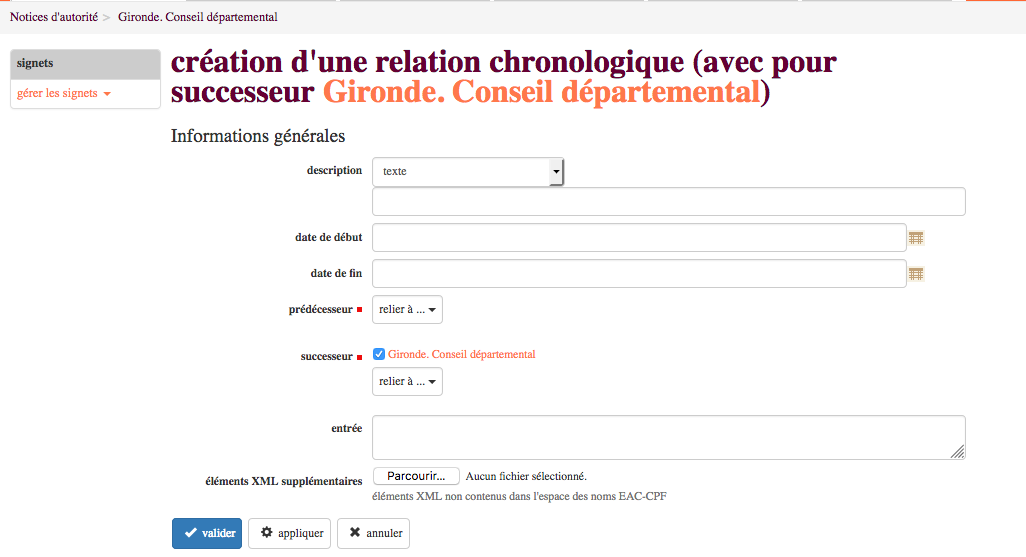 Notices d'autorité > Gironde. Conseil départemental
signets
gérer les signets
création d'une relation chronologique (avec pour
successeur Gironde. Conseil départemental)
Informations générales
description texte
date de début
date de fin
prédécesseur relier à ...
successeur Gironde. Conseil départemental
relier à ...
entrée
éléments XML supplémentaires Parcourir... Aucun fichier sélectionné.
éléments XML non contenus dans l'espace des noms EAC-CPF
valider appliquer annuler